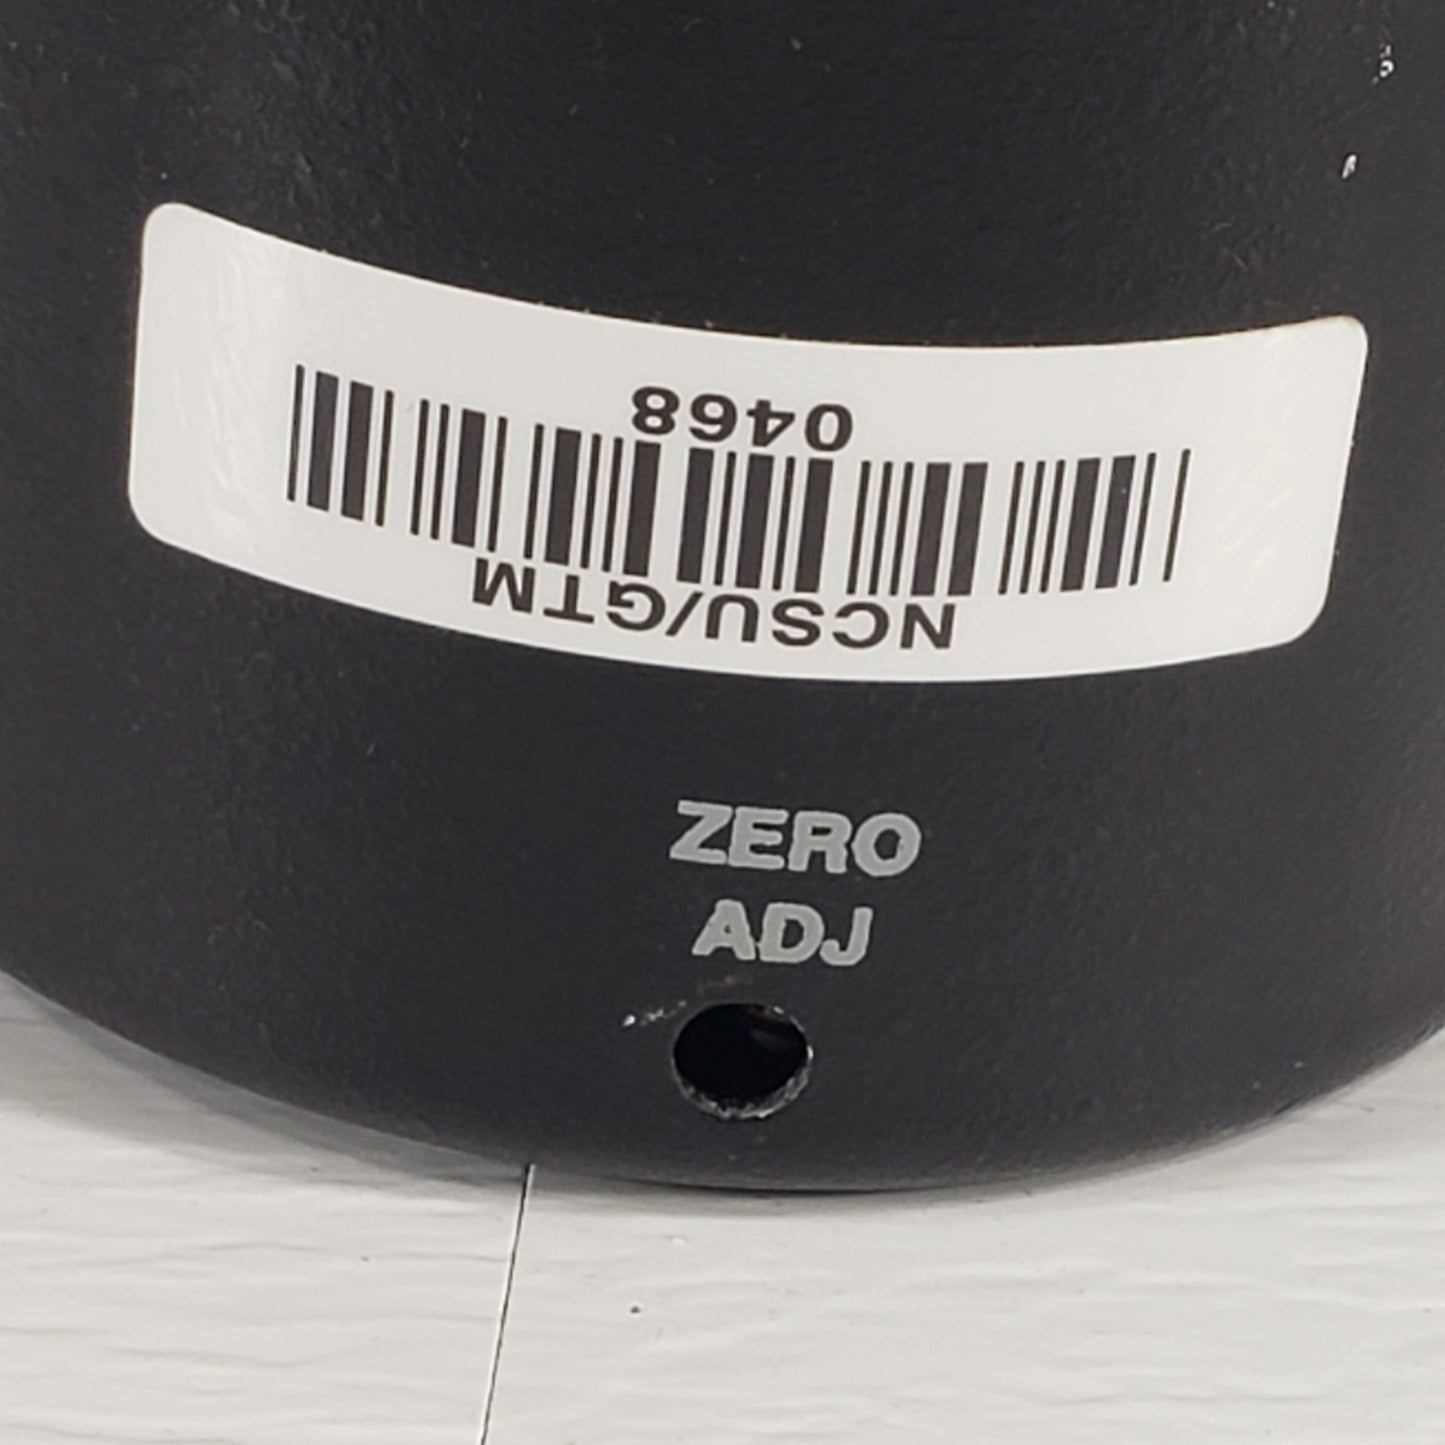 NCSU/GTM
0468
ZERO
ADJ